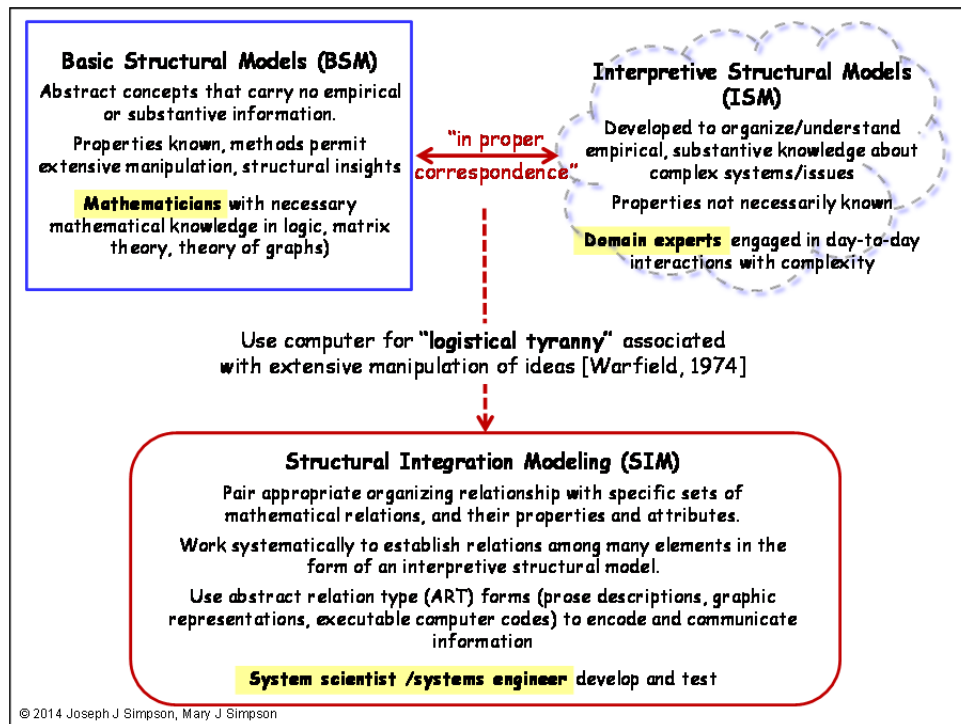 Basic Structural Models (BSM)
Abstract concepts that carry no empirical
or substantive information.
Properties known, methods permit
extensive manipulation, structural insights
Mathematicians with necessary
mathematical knowledge in logic, matrix
theory, theory of graphs)
"in proper
correspondence"
Interpretive Structural Models
(ISM)
Developed to organize/understand
empirical, substantive knowledge about
complex systems/issues
Properties not necessarily known
Domain experts engaged in day-to-day
interactions with complexity
Use computer for "logistical tyranny" associated
with extensive manipulation of ideas [Warfield, 1974]
Structural Integration Modeling (SIM)
Pair appropriate organizing relationship with specific sets of
mathematical relations, and their properties and attributes.
Work systematically to establish relations among many elements in the
form of an interpretive structural model.
Use abstract relation type (ART) forms (prose descriptions, graphic
representations, executable computer codes) to encode and communicate
information
System scientist /systems engineer develop and test
© 2014 Joseph J Simpson, Mary J Simpson